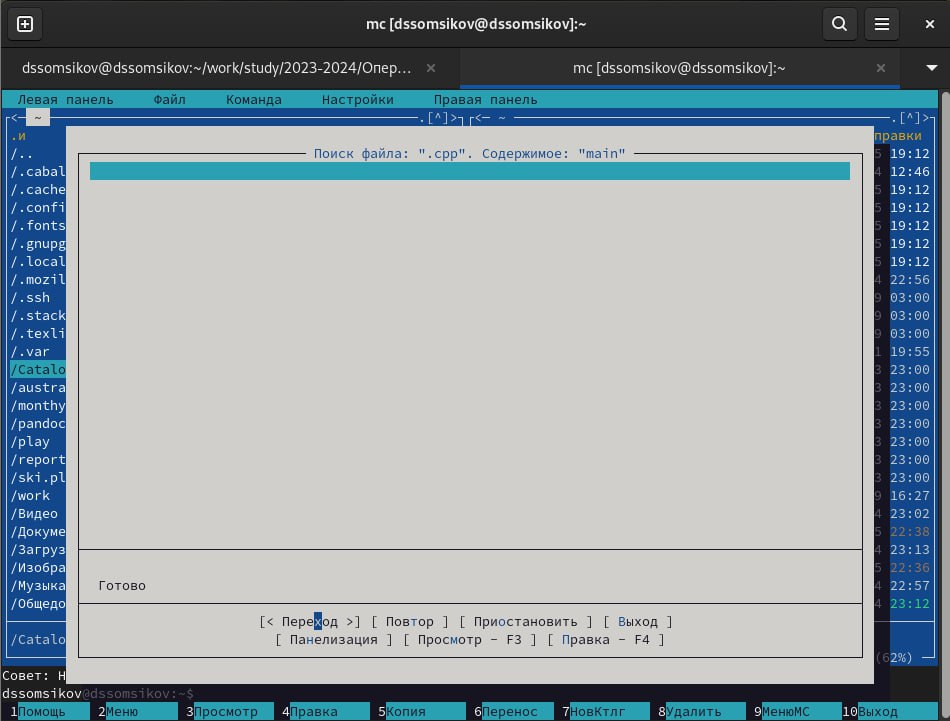 mc [dssomsikov@dssomsikov]:~
dssomsikov@dssomsikov:~/work/study/2023-2024/Опер... × mc [dssomsikov@dssomsikov]:~ ×
Левая панель Файл Команда Настройки Правая панель
<─ ~ .[^]> <─ ~ .[^]>
.и правки
/.. 5 19:12
/.cabal 4 12:46
/.cache 5 19:12
/.confi 5 19:12
/.fonts 5 19:12
/.gnupg 5 19:12
/.local 5 19:12
/.mozil 4 22:56
/.ssh 9 03:00
/.stack 9 03:00
/.texli 9 03:00
/.var 1 19:55
/Catalo 3 23:00
/austra 3 23:00
/monthy 3 23:00
/pandoc 3 23:00
/play 3 23:00
/report 3 23:00
/ski.pl 3 23:00
/work 9 16:27
/Видео 4 23:02
/Докуме 5 22:38
/Загруз 4 23:13
/Изобра 5 22:36
/Музыка 4 22:57
/Общедо 4 23:12
/Catalo
(62%)
Поиск файла: ".cpp". Содержимое: "main"
Готово
[< Переход >] [ Повтор ] [ Приостановить ] [ Выход ]
[ Панелизация ] [ Просмотр - F3 ] [ Правка - F4 ]
Совет: Н
dssomsikov@dssomsikov:~$
1Помощь 2Меню 3Просмотр 4Правка 5Копия 6Перенос 7НовКтлг 8Удалить 9МенюMC 10Выход